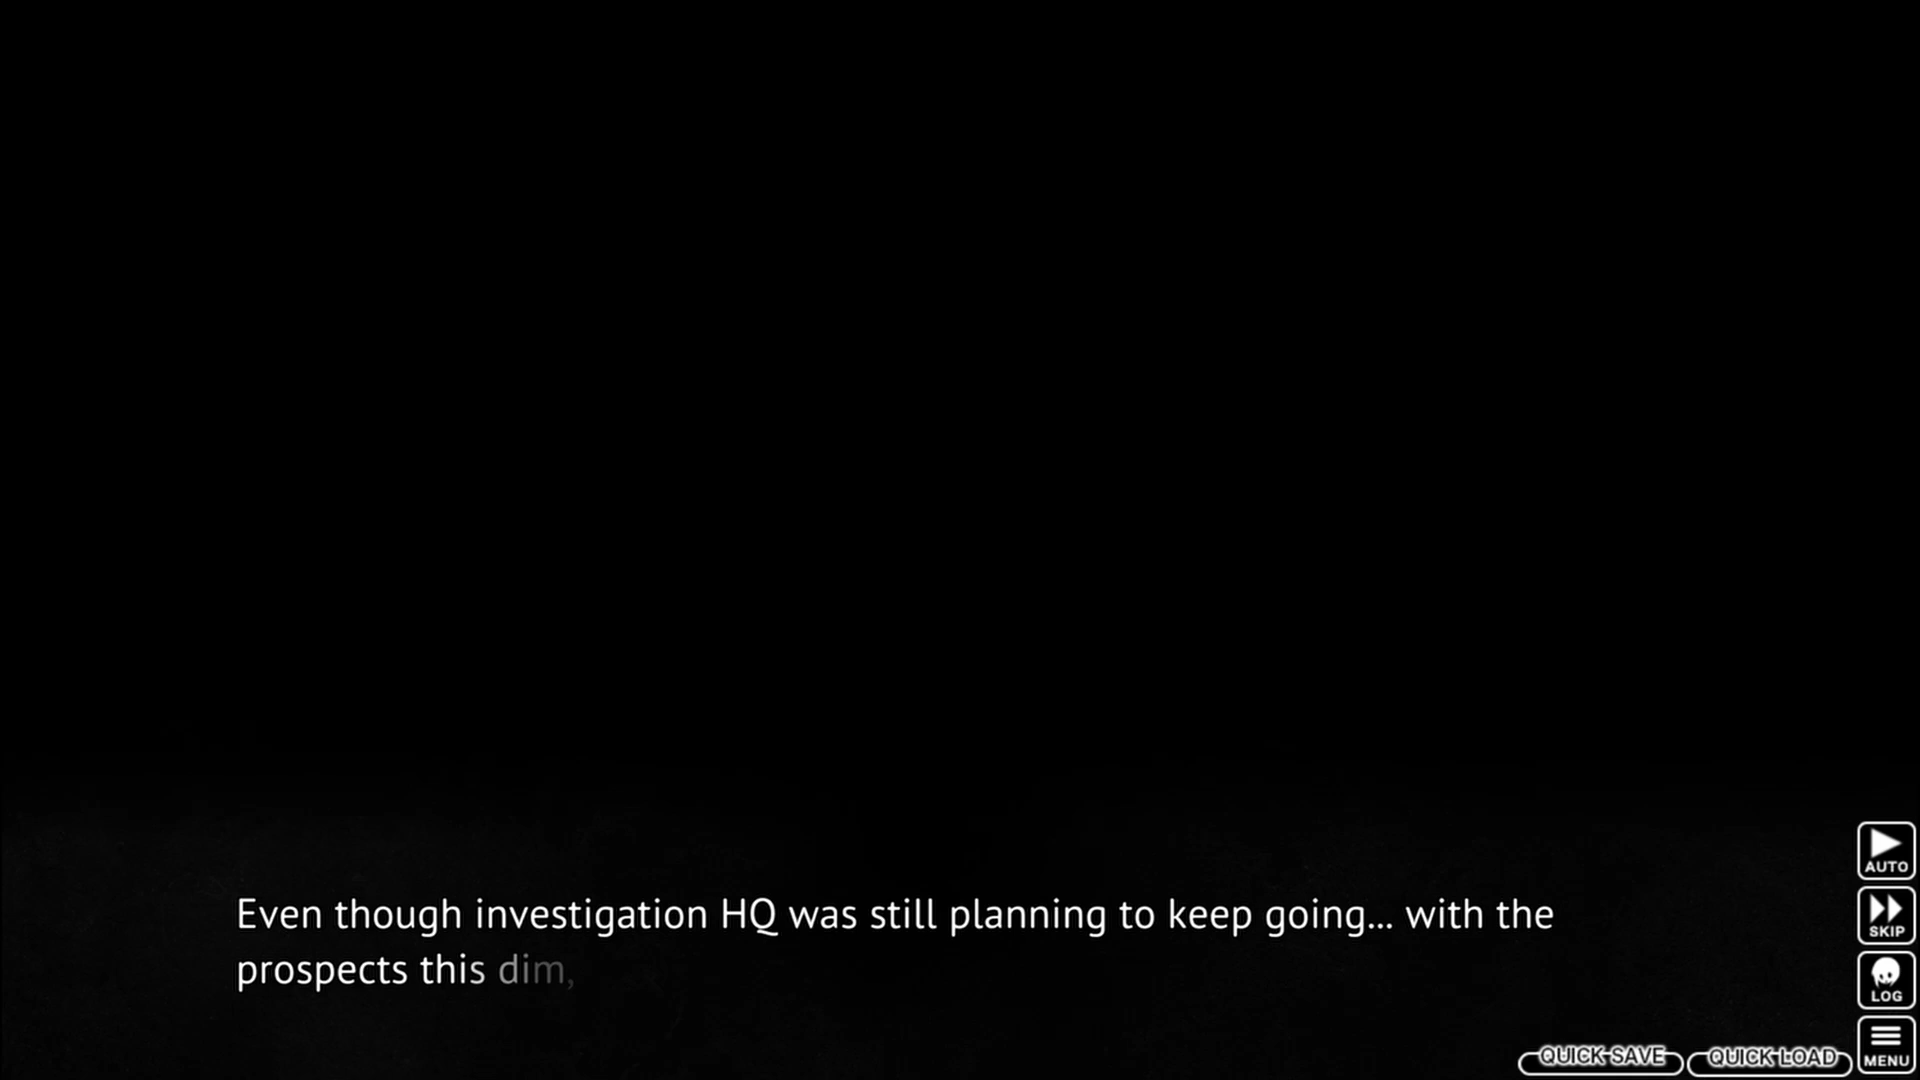 Even though investigation HQ was still planning to keep going... with the
prospects this dim,
AUTO
SKIP
LOG
MENU
QUICK SAVE
QUICK LOAD